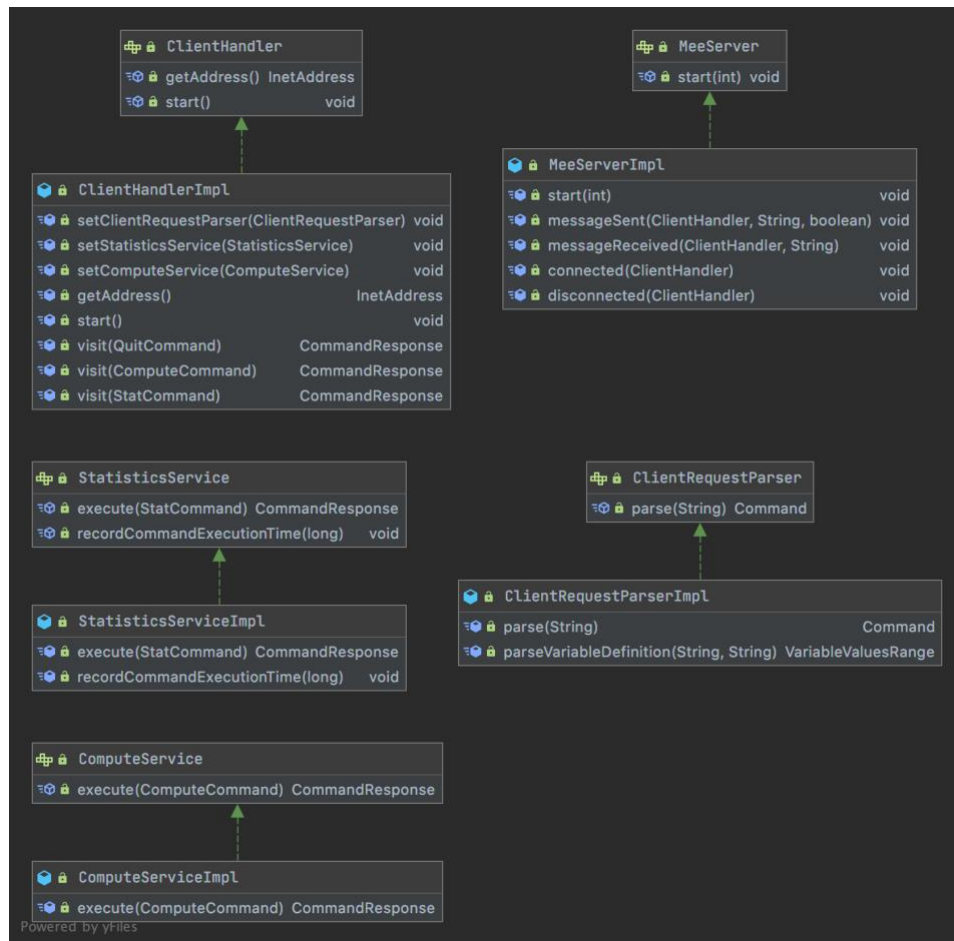 ClientHandler
getAddress() InetAddress
start() void
MeeServer
start(int) void
ClientHandlerImpl
setClientRequestParser(ClientRequestParser) void
setStatisticsService(StatisticsService) void
setComputeService(ComputeService) void
getAddress() InetAddress
start() void
visit(QuitCommand) CommandResponse
visit(ComputeCommand) CommandResponse
visit(StatCommand) CommandResponse
MeeServerImpl
start(int) void
messageSent(ClientHandler, String, boolean) void
messageReceived(ClientHandler, String) void
connected(ClientHandler) void
disconnected(ClientHandler) void
StatisticsService
execute(StatCommand) CommandResponse
recordCommandExecutionTime(long) void
ClientRequestParser
parse(String) Command
StatisticsServiceImpl
execute(StatCommand) CommandResponse
recordCommandExecutionTime(long) void
ClientRequestParserImpl
parse(String) Command
parseVariableDefinition(String, String) VariableValuesRange
ComputeService
execute(ComputeCommand) CommandResponse
ComputeServiceImpl
execute(ComputeCommand) CommandResponse
Powered by yFiles